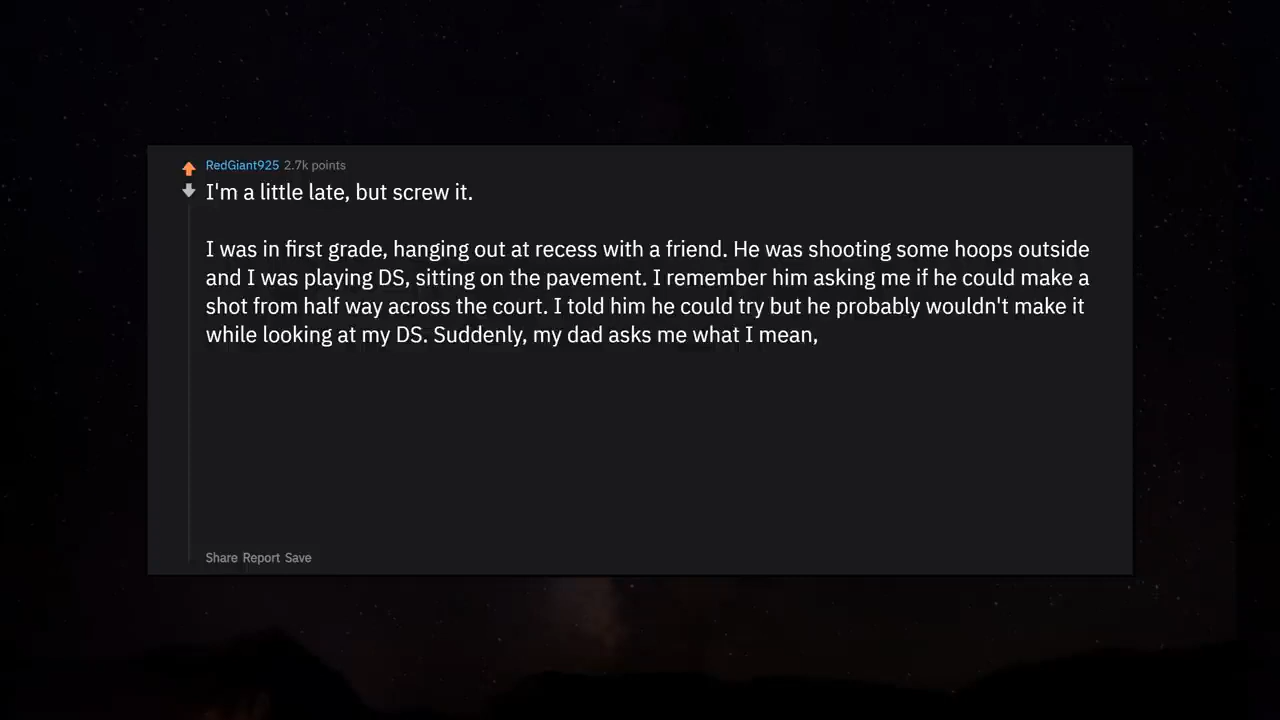 RedGiant925 2.7k points
I'm a little late, but screw it.
I was in first grade, hanging out at recess with a friend. He was shooting some hoops outside
and I was playing DS, sitting on the pavement. I remember him asking me if he could make a
shot from half way across the court. I told him he could try but he probably wouldn't make it
while looking at my DS. Suddenly, my dad asks me what I mean,
Share Report Save